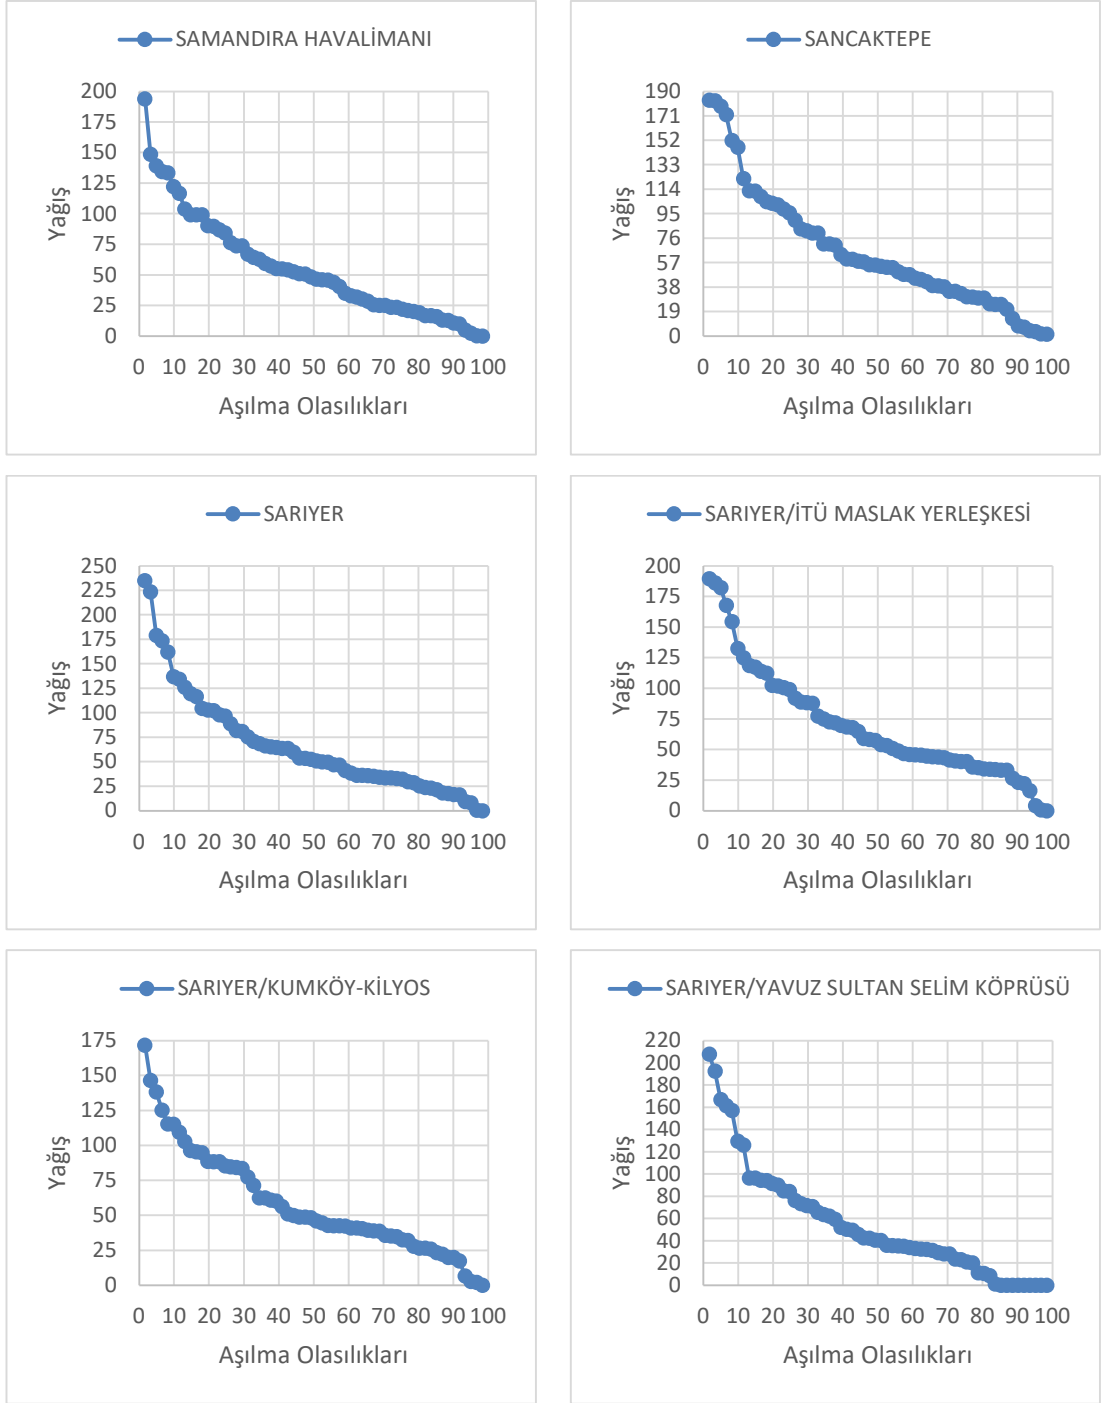 SAMANDIRA HAVALİMANI
200
175
150
125
100
75
50
25
0
Yağış
0 10 20 30 40 50 60 70 80 90 100
Aşılma Olasılıkları
SANCAKTEPE
190
171
152
133
114
95
76
57
38
19
0
Yağış
0 10 20 30 40 50 60 70 80 90 100
Aşılma Olasılıkları
SARIYER
250
225
200
175
150
125
100
75
50
25
0
Yağış
0 10 20 30 40 50 60 70 80 90 100
Aşılma Olasılıkları
SARIYER/İTÜ MASLAK YERLEŞKESİ
200
175
150
125
100
75
50
25
0
Yağış
0 10 20 30 40 50 60 70 80 90 100
Aşılma Olasılıkları
SARIYER/KUMKÖY-KİLYOS
175
150
125
100
75
50
25
0
Yağış
0 10 20 30 40 50 60 70 80 90 100
Aşılma Olasılıkları
SARIYER/YAVUZ SULTAN SELİM KÖPRÜSÜ
220
200
180
160
140
120
100
80
60
40
20
0
Yağış
0 10 20 30 40 50 60 70 80 90 100
Aşılma Olasılıkları